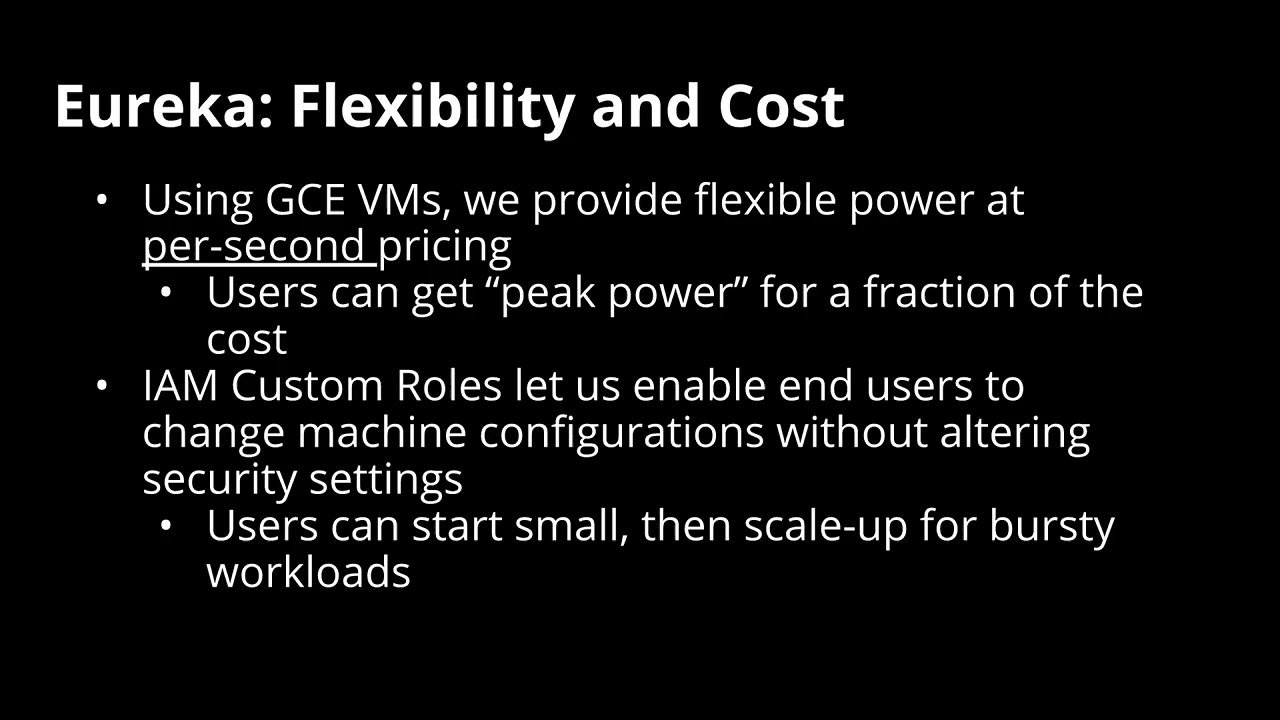 Eureka: Flexibility and Cost
• Using GCE VMs, we provide flexible power at
per-second pricing
• Users can get “peak power” for a fraction of the
cost
• IAM Custom Roles let us enable end users to
change machine configurations without altering
security settings
• Users can start small, then scale-up for bursty
workloads